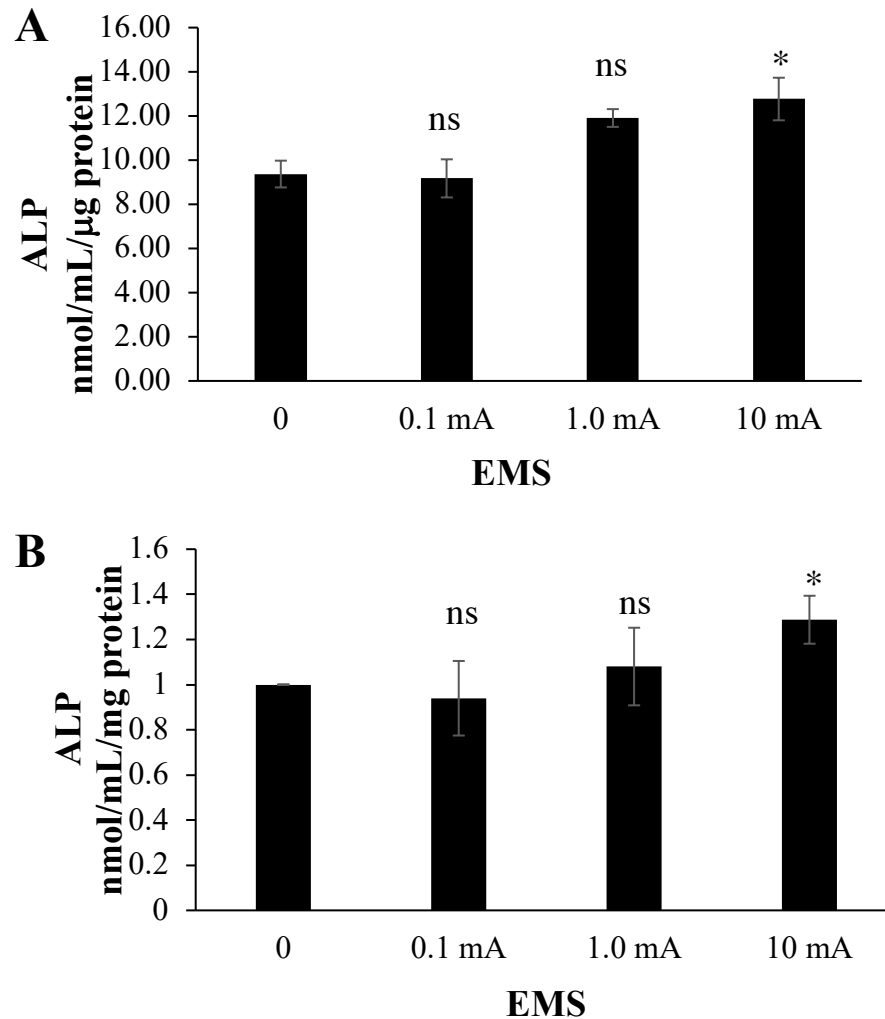 A
ALP
nmol/mL/µg protein
16.00
14.00
12.00
10.00
8.00
6.00
4.00
2.00
0.00
ns
ns
*
0 0.1 mA 1.0 mA 10 mA
EMS
B
ALP
nmol/mL/mg protein
1.6
1.4
1.2
1
0.8
0.6
0.4
0.2
0
ns
ns
*
0 0.1 mA 1.0 mA 10 mA
EMS